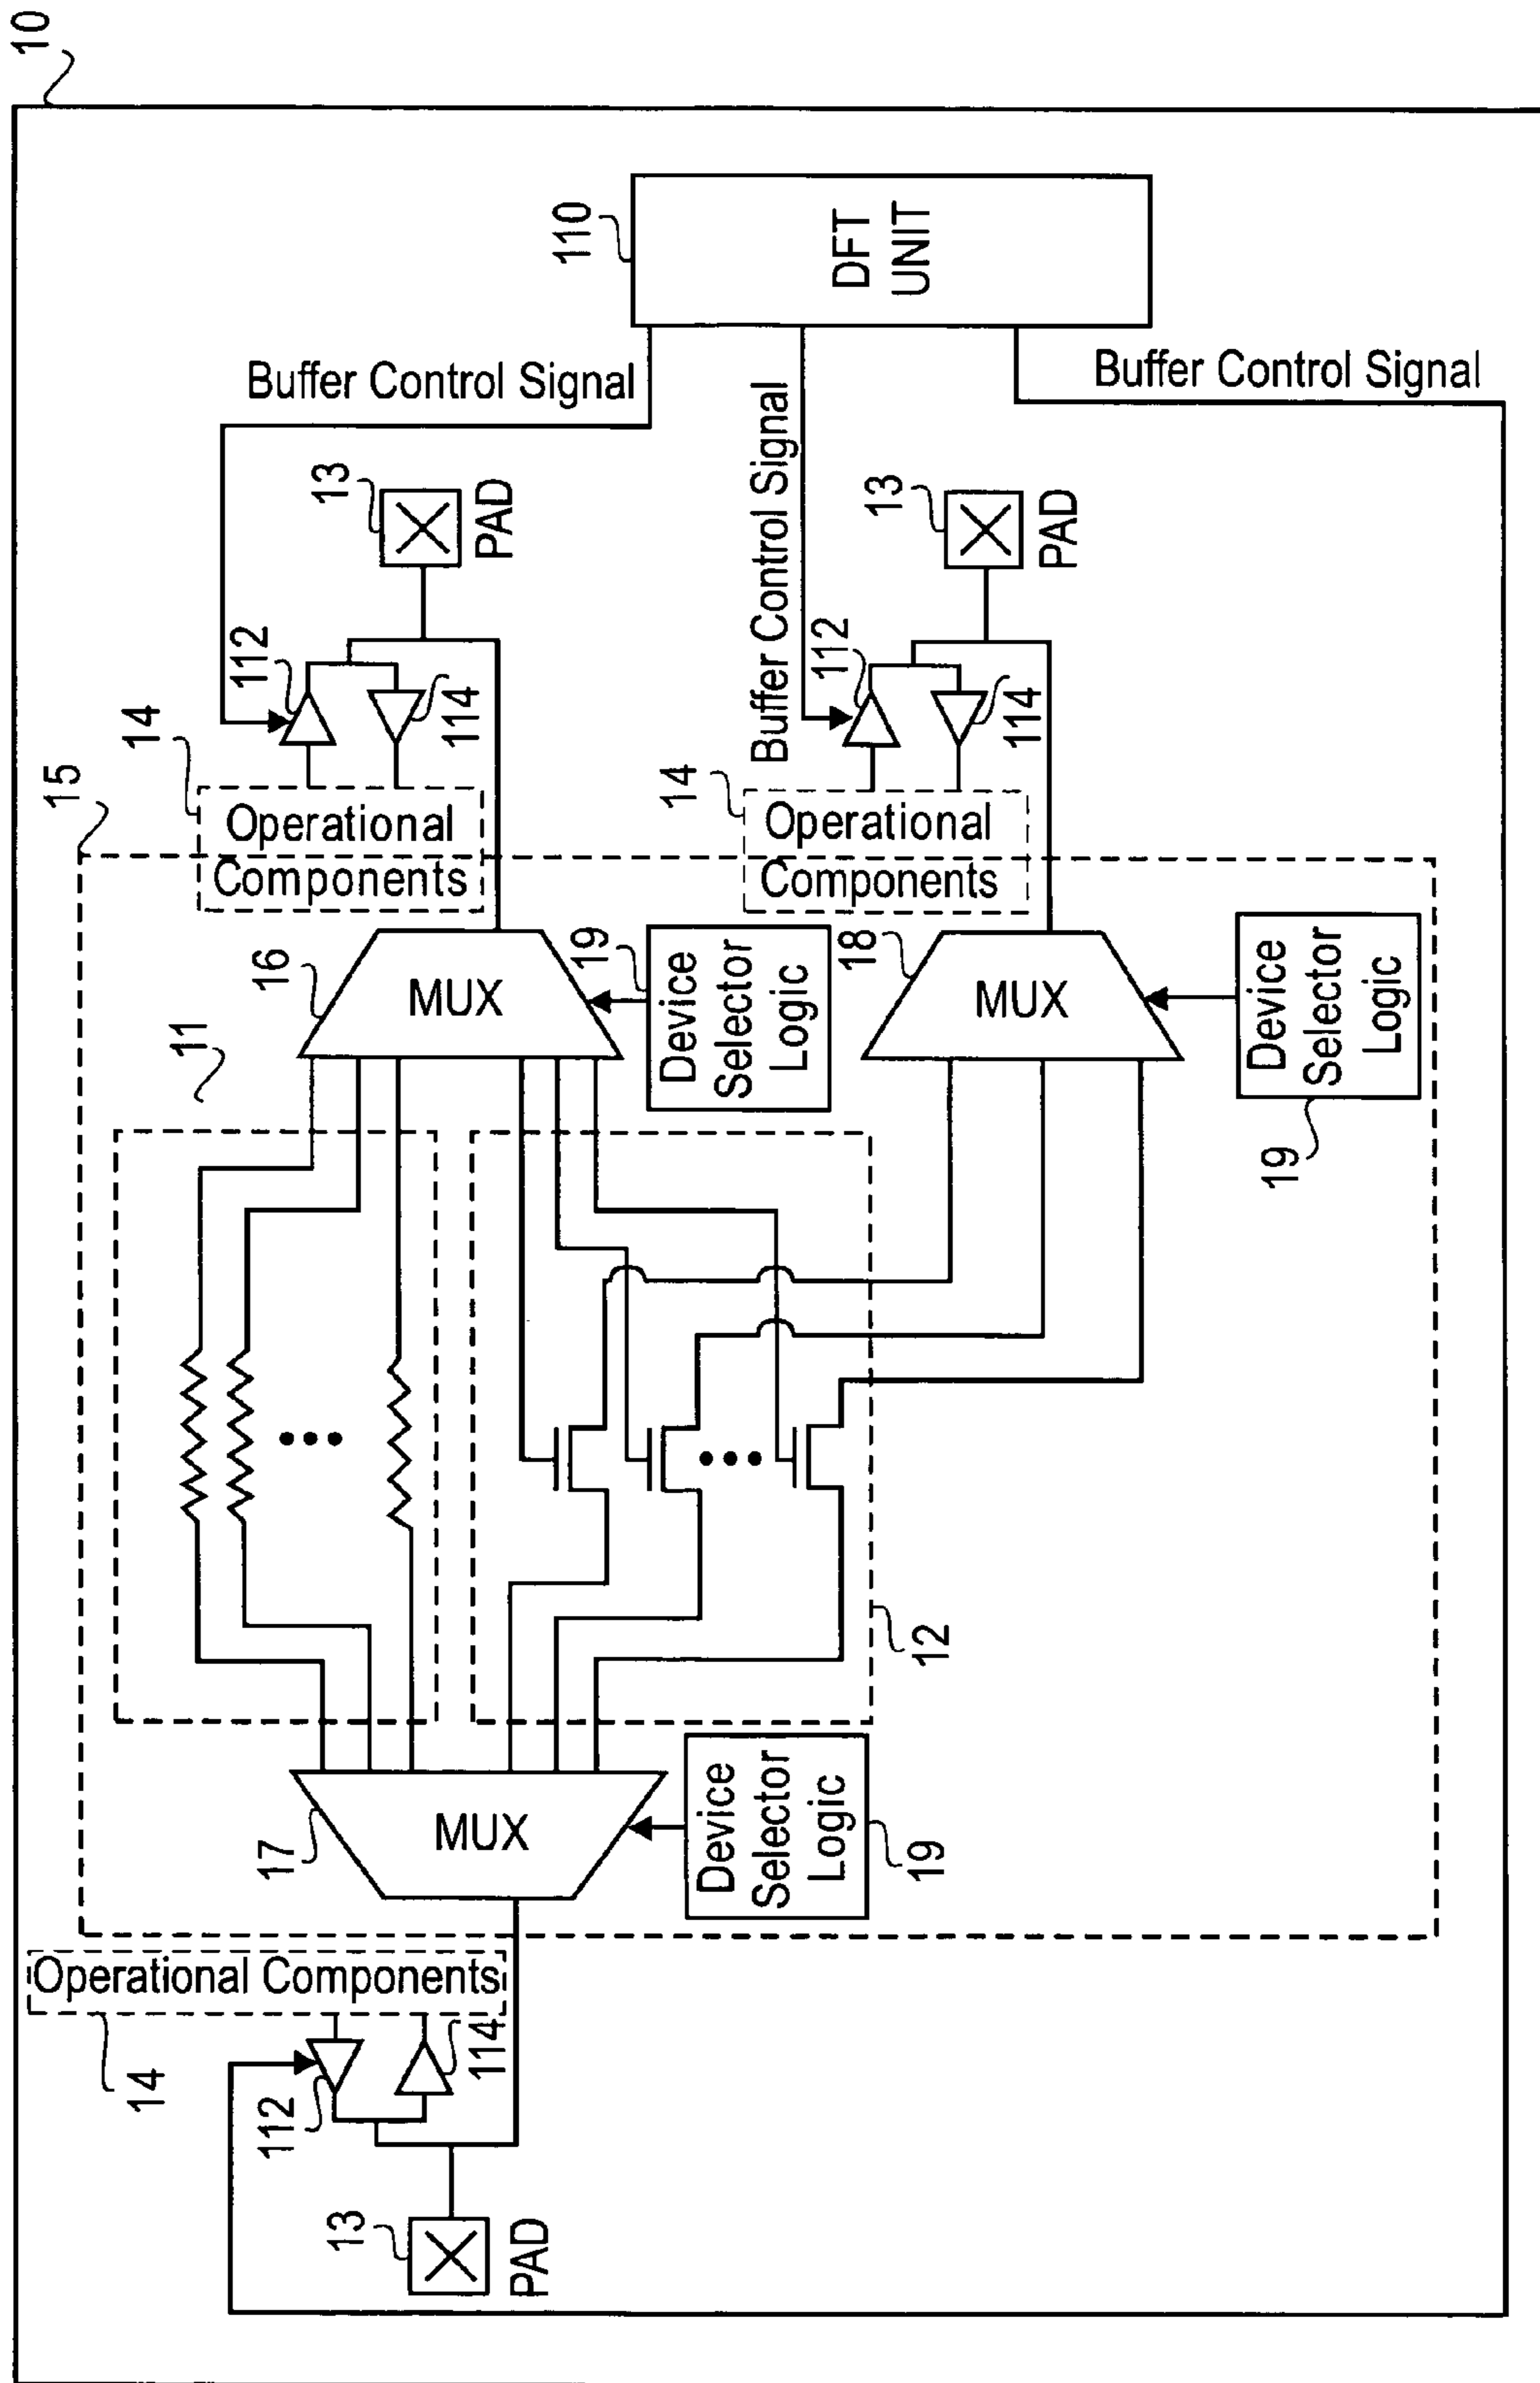 10
15
14
112
114
13
PAD
Buffer Control Signal
110
DFT
UNIT
Buffer Control Signal
Buffer Control Signal
Operational
Components
11
16
MUX
19
Device
Selector
Logic
14
Operational
Components
112
114
13
PAD
18
MUX
Device
Selector
Logic
19
12
17
MUX
Device
Selector
Logic
19
Operational Components
14
112
114
13
PAD